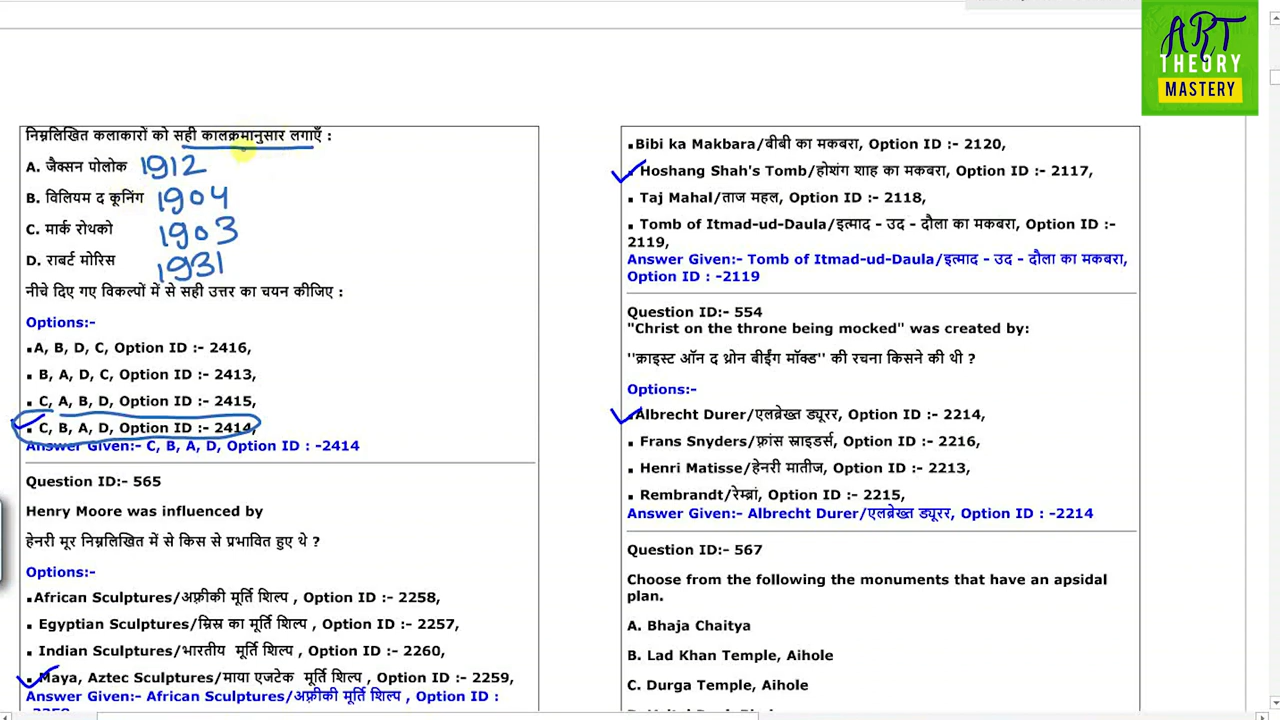 ART
THEORY
MASTERY
निम्नलिखित कलाकारों को सही कालक्रमानुसार लगाएँ :
A. जैक्सन पोलोक 1912
B. विलियम द कूनिंग 1904
C. मार्क रोथको 1903
D. राबर्ट मोरिस 1931
नीचे दिए गए विकल्पों में से सही उत्तर का चयन कीजिए :
Options:-
A, B, D, C, Option ID :- 2416,
B, A, D, C, Option ID :- 2413,
C, A, B, D, Option ID :- 2415,
C, B, A, D, Option ID :- 2414,
Answer Given:- C, B, A, D, Option ID : -2414
Question ID:- 565
Henry Moore was influenced by
हेनरी मूर निम्नलिखित में से किस से प्रभावित हुए थे ?
Options:-
African Sculptures/अफ़्रीकी मूर्ति शिल्प , Option ID :- 2258,
Egyptian Sculptures/म्रिस्र का मूर्ति शिल्प , Option ID :- 2257,
Indian Sculptures/भारतीय मूर्ति शिल्प , Option ID :- 2260,
Maya, Aztec Sculptures/माया एजटेक मूर्ति शिल्प , Option ID :- 2259,
Answer Given:- African Sculptures/अफ़्रीकी मूर्ति शिल्प , Option ID :
Bibi ka Makbara/बीबी का मकबरा, Option ID :- 2120,
Hoshang Shah's Tomb/होशंग शाह का मकबरा, Option ID :- 2117,
Taj Mahal/ताज महल, Option ID :- 2118,
Tomb of Itmad-ud-Daula/इत्माद - उद - दौला का मकबरा, Option ID :-
2119,
Answer Given:- Tomb of Itmad-ud-Daula/इत्माद - उद - दौला का मकबरा,
Option ID : -2119
Question ID:- 554
"Christ on the throne being mocked" was created by:
''क्राइस्ट ऑन द थ्रोन बीईंग मॉक्ड'' की रचना किसने की थी ?
Options:-
Albrecht Durer/एलब्रेख्त ड्यूरर, Option ID :- 2214,
Frans Snyders/फ़्रांस स्नाइडर्स, Option ID :- 2216,
Henri Matisse/हेनरी मातीज, Option ID :- 2213,
Rembrandt/रेम्ब्रां, Option ID :- 2215,
Answer Given:- Albrecht Durer/एलब्रेख्त ड्यूरर, Option ID : -2214
Question ID:- 567
Choose from the following the monuments that have an apsidal
plan.
A. Bhaja Chaitya
B. Lad Khan Temple, Aihole
C. Durga Temple, Aihole